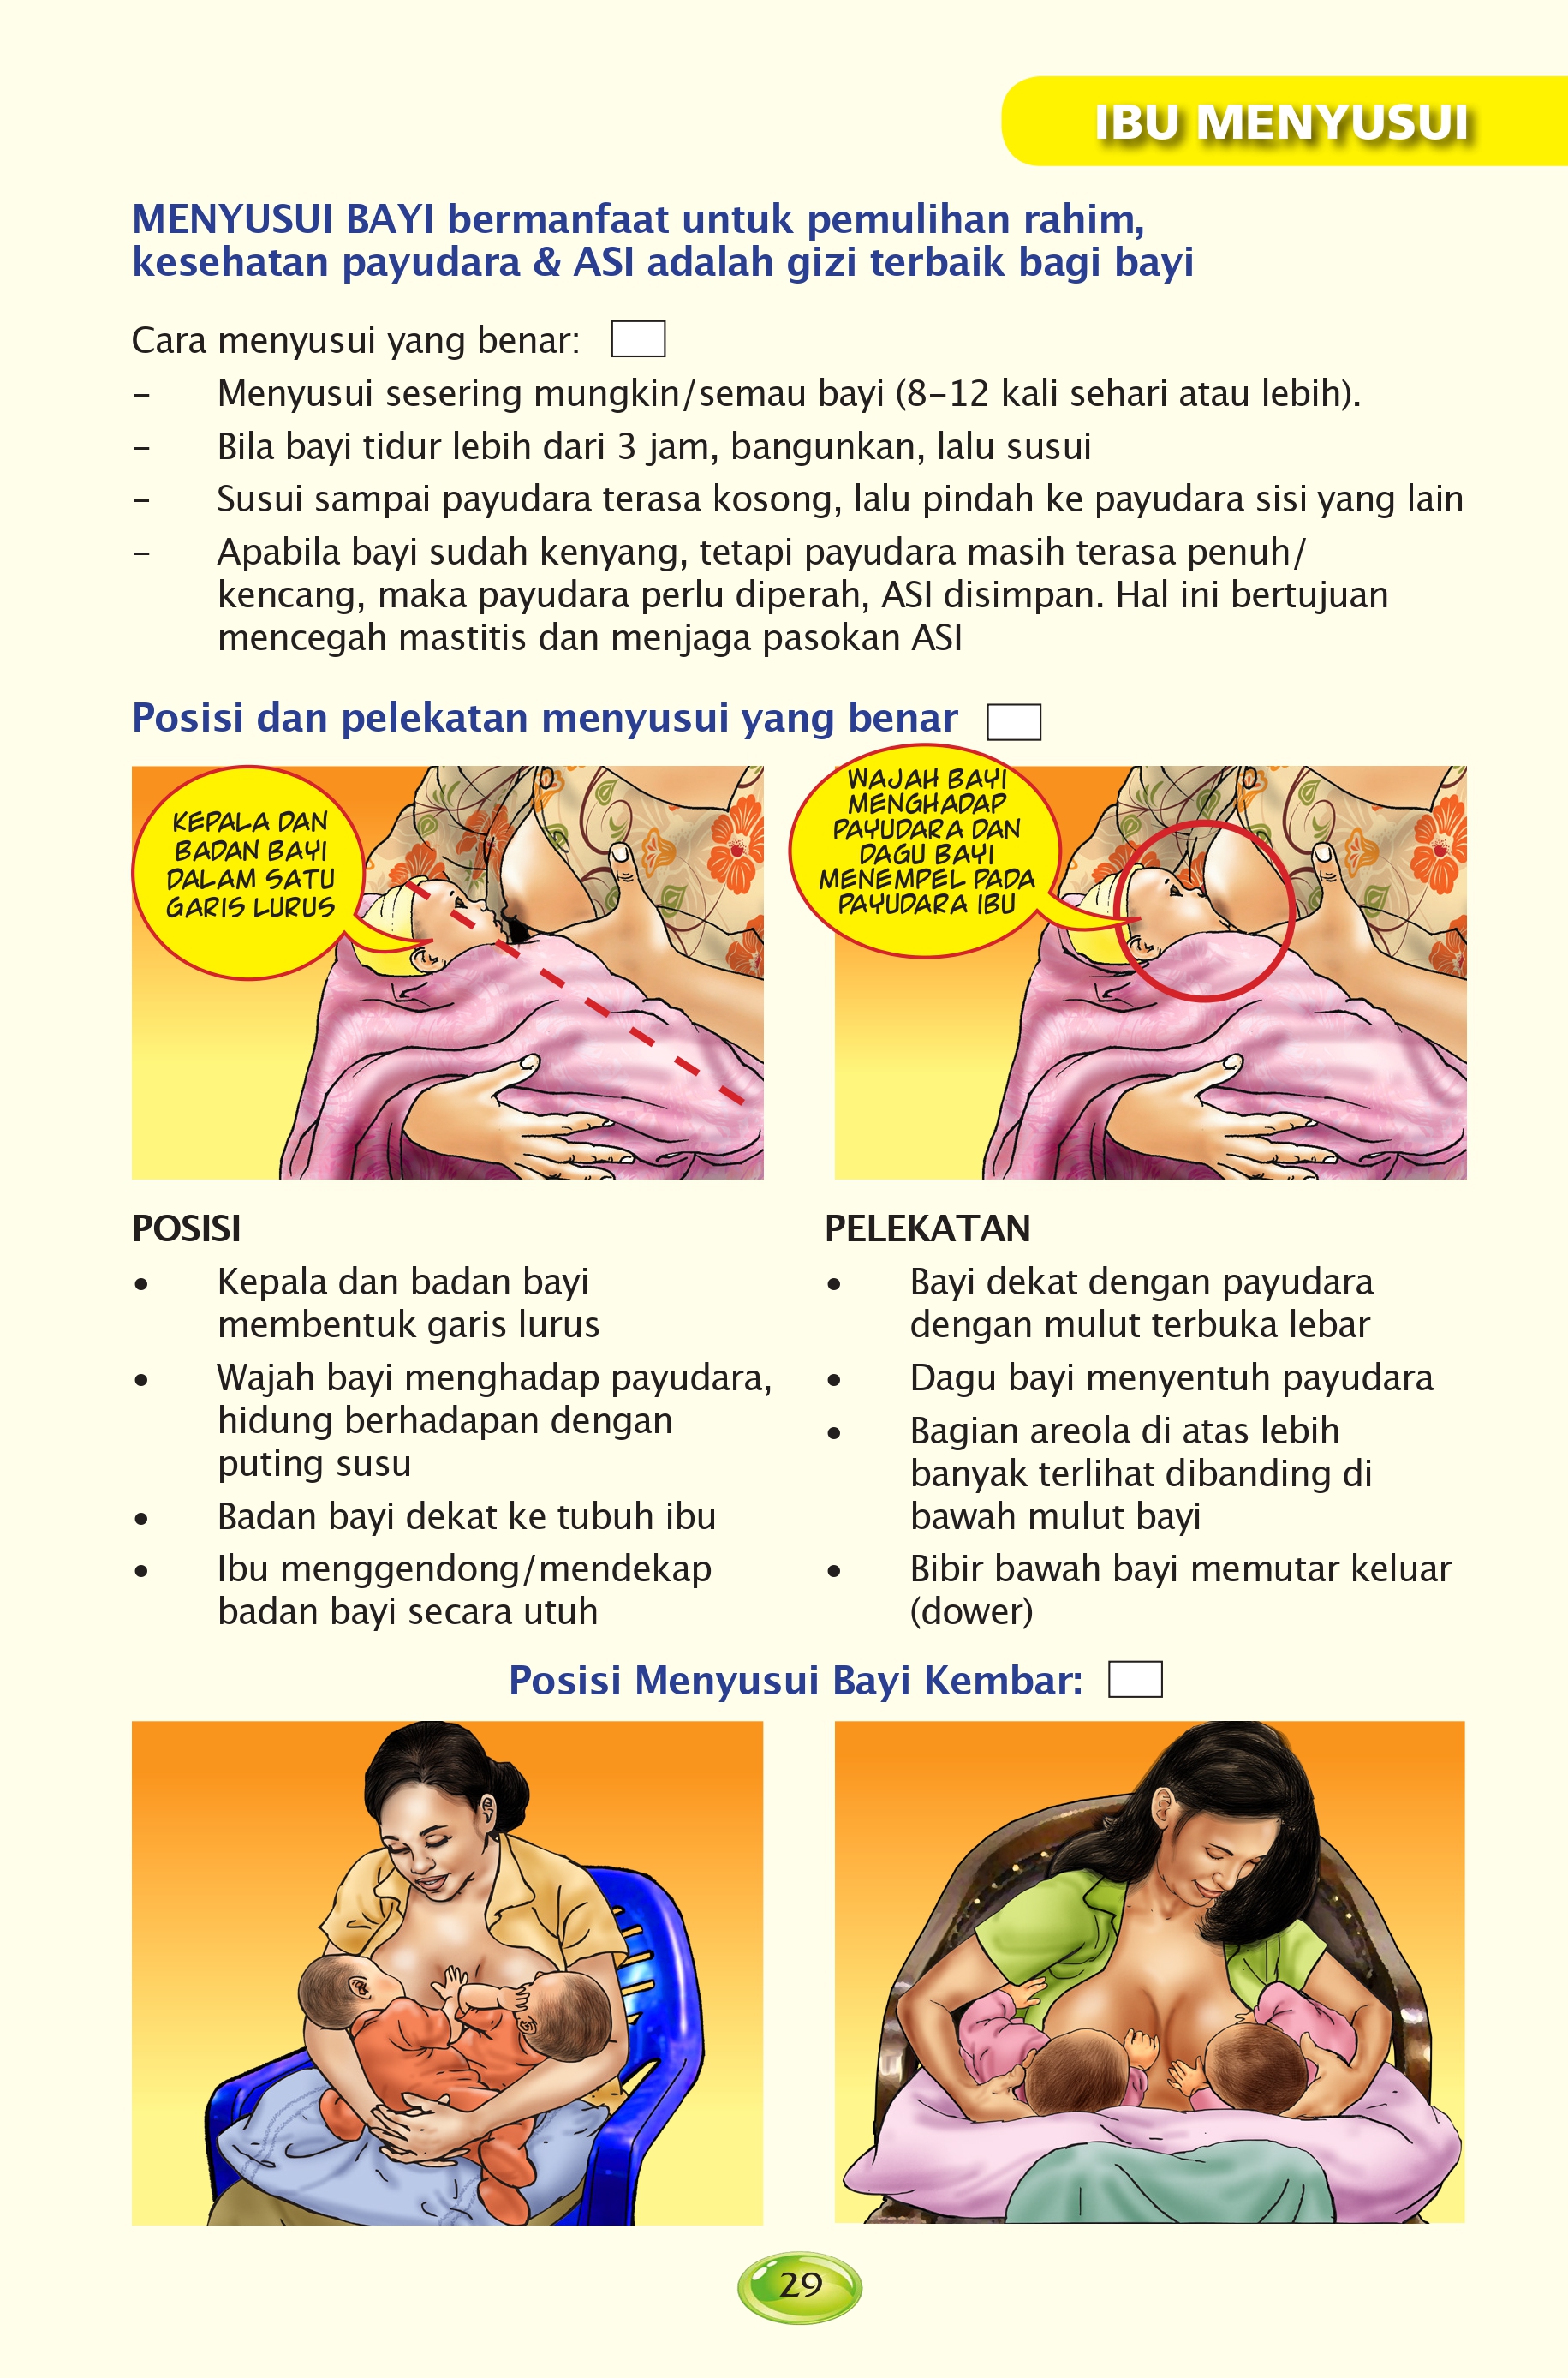 IBU MENYUSUI
MENYUSUI BAYI bermanfaat untuk pemulihan rahim,
kesehatan payudara & ASI adalah gizi terbaik bagi bayi
Cara menyusui yang benar:
– Menyusui sesering mungkin/semau bayi (8–12 kali sehari atau lebih).
– Bila bayi tidur lebih dari 3 jam, bangunkan, lalu susui
– Susui sampai payudara terasa kosong, lalu pindah ke payudara sisi yang lain
– Apabila bayi sudah kenyang, tetapi payudara masih terasa penuh/
kencang, maka payudara perlu diperah, ASI disimpan. Hal ini bertujuan
mencegah mastitis dan menjaga pasokan ASI
Posisi dan pelekatan menyusui yang benar
KEPALA DAN
BADAN BAYI
DALAM SATU
GARIS LURUS
WAJAH BAYI
MENGHADAP
PAYUDARA DAN
DAGU BAYI
MENEMPEL PADA
PAYUDARA IBU
POSISI
• Kepala dan badan bayi
membentuk garis lurus
• Wajah bayi menghadap payudara,
hidung berhadapan dengan
puting susu
• Badan bayi dekat ke tubuh ibu
• Ibu menggendong/mendekap
badan bayi secara utuh
PELEKATAN
• Bayi dekat dengan payudara
dengan mulut terbuka lebar
• Dagu bayi menyentuh payudara
• Bagian areola di atas lebih
banyak terlihat dibanding di
bawah mulut bayi
• Bibir bawah bayi memutar keluar
(dower)
Posisi Menyusui Bayi Kembar:
29